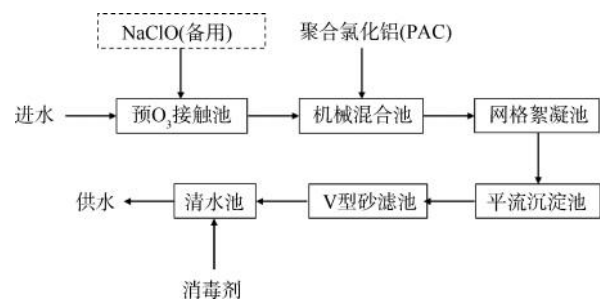 NaClO(备用)
聚合氯化铝(PAC)
进水
预O₃接触池
机械混合池
网格絮凝池
供水
清水池
V型砂滤池
平流沉淀池
消毒剂